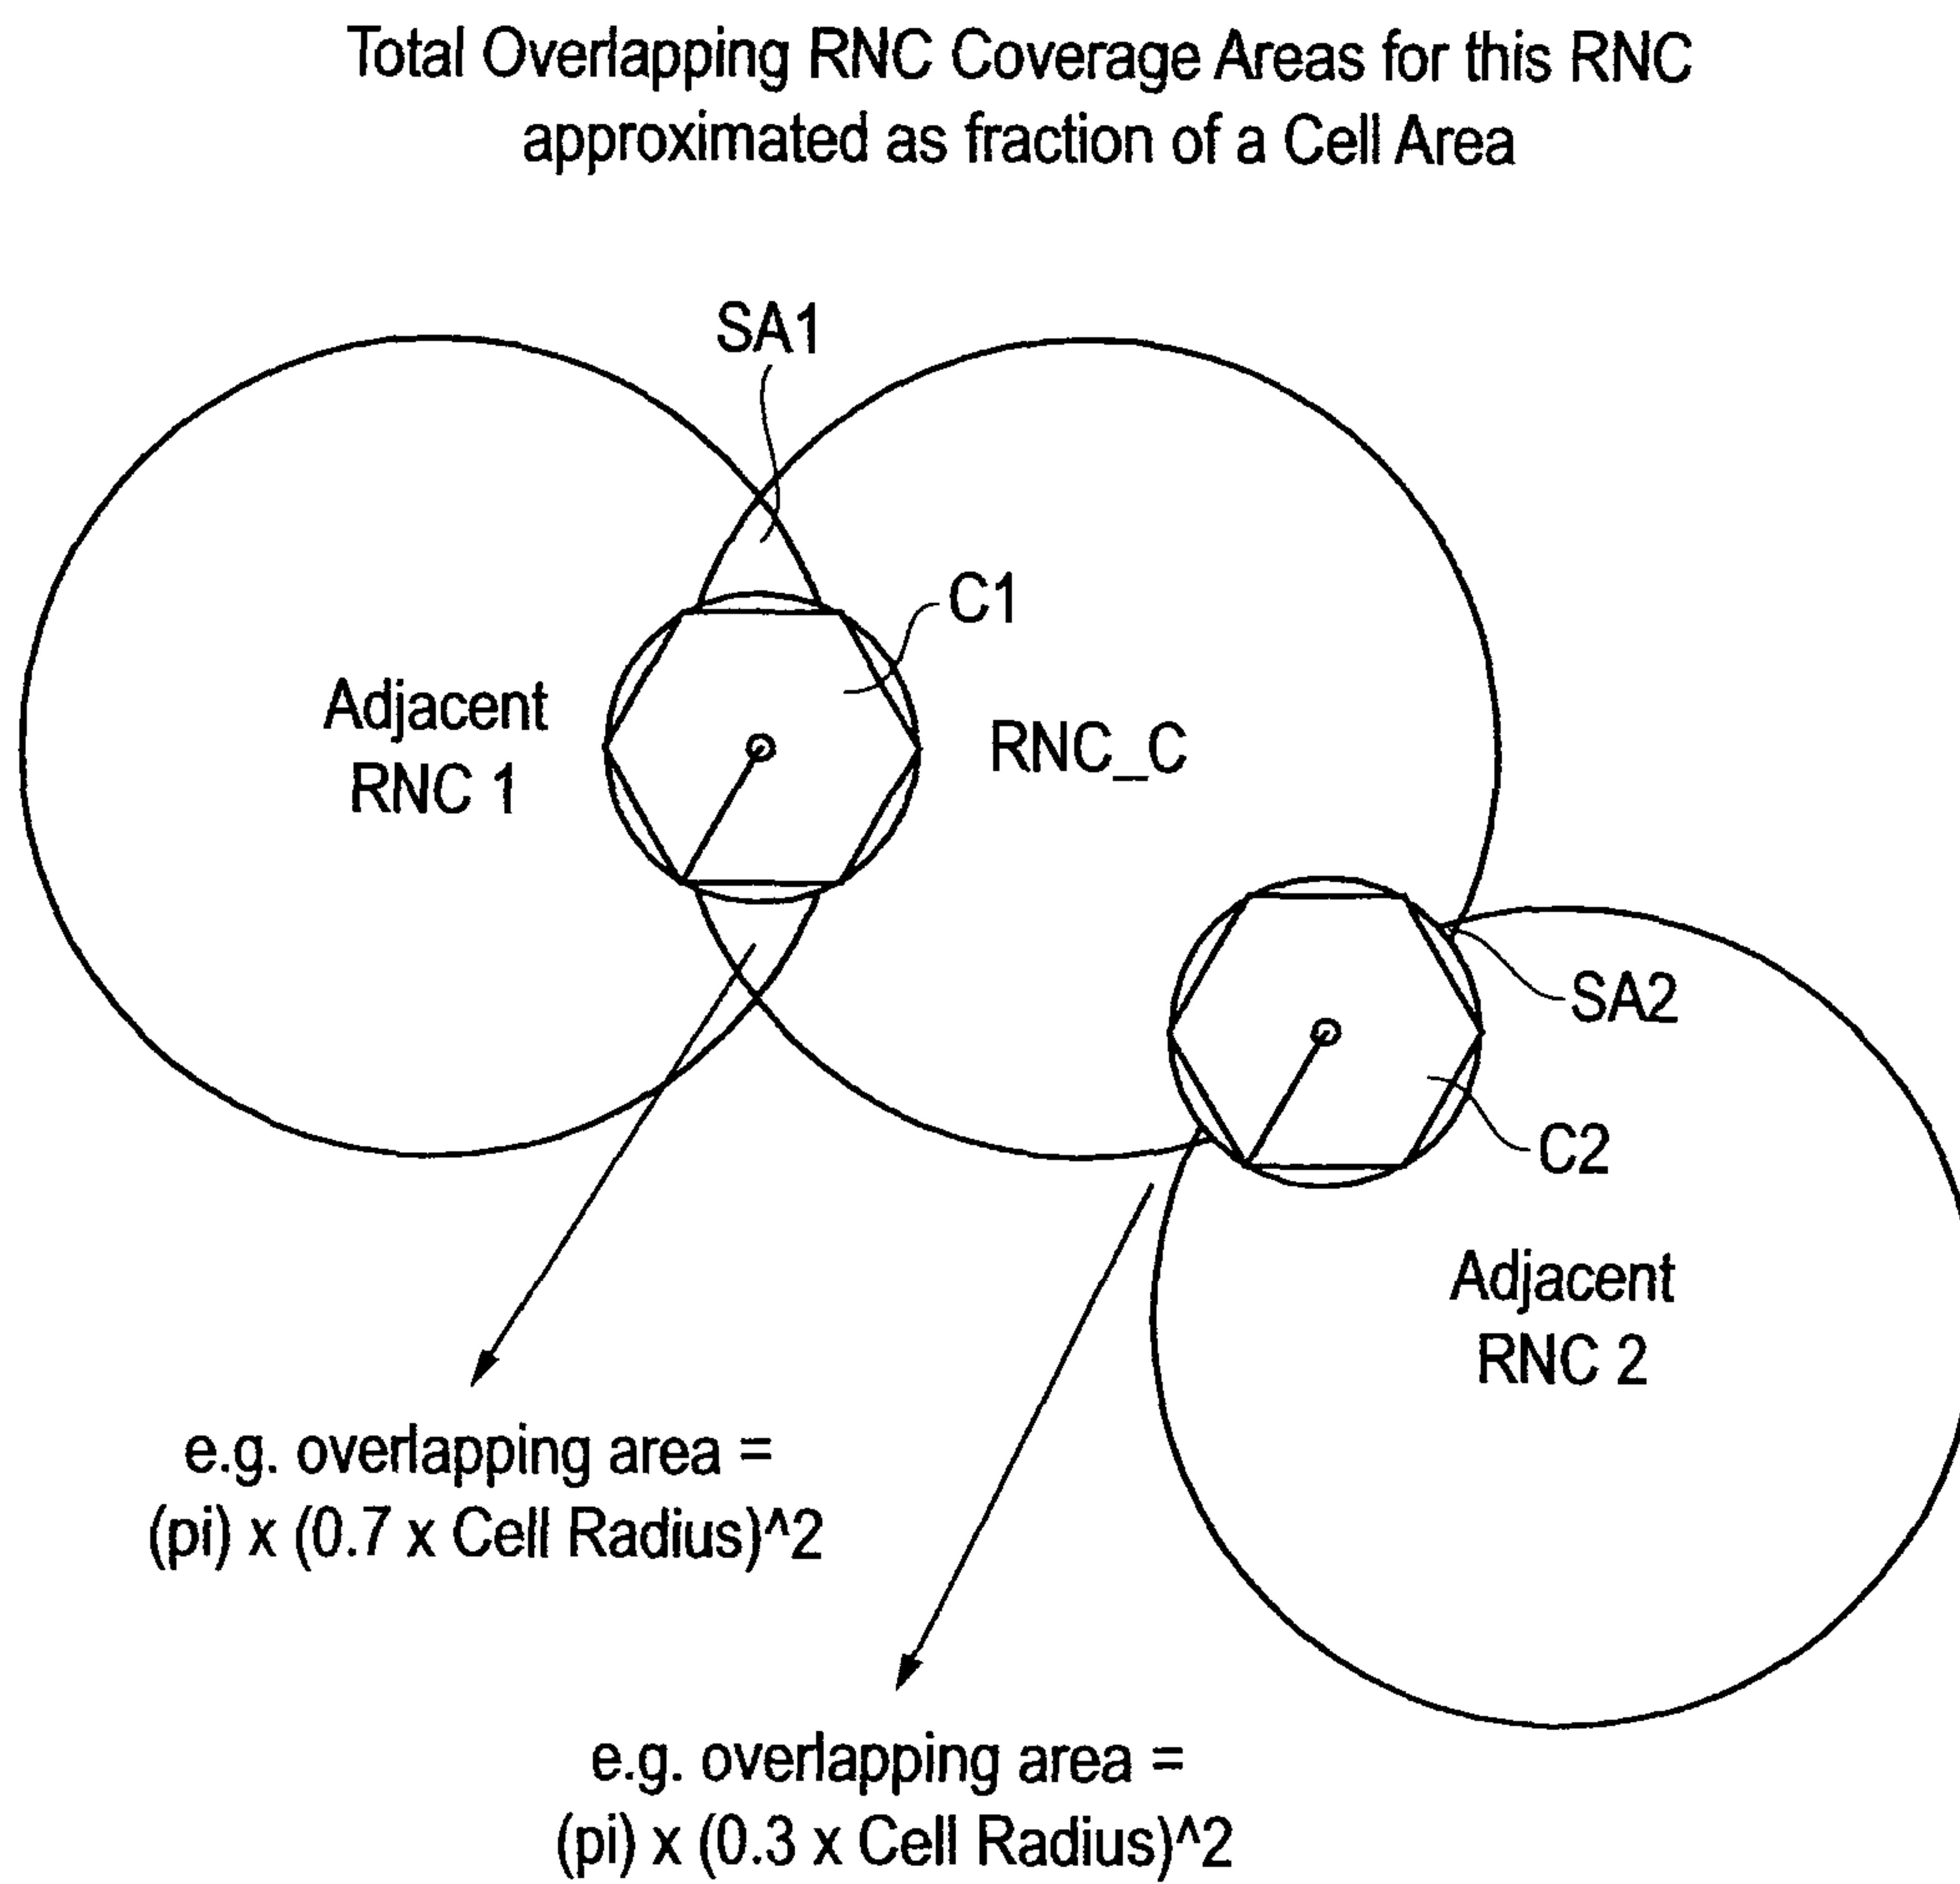 Total Overlapping RNC Coverage Areas for this RNC
approximated as fraction of a Cell Area
SA1
C1
Adjacent
RNC 1
RNC_C
SA2
C2
Adjacent
RNC 2
e.g. overlapping area =
(pi) x (0.7 x Cell Radius)^2
e.g. overlapping area =
(pi) x (0.3 x Cell Radius)^2